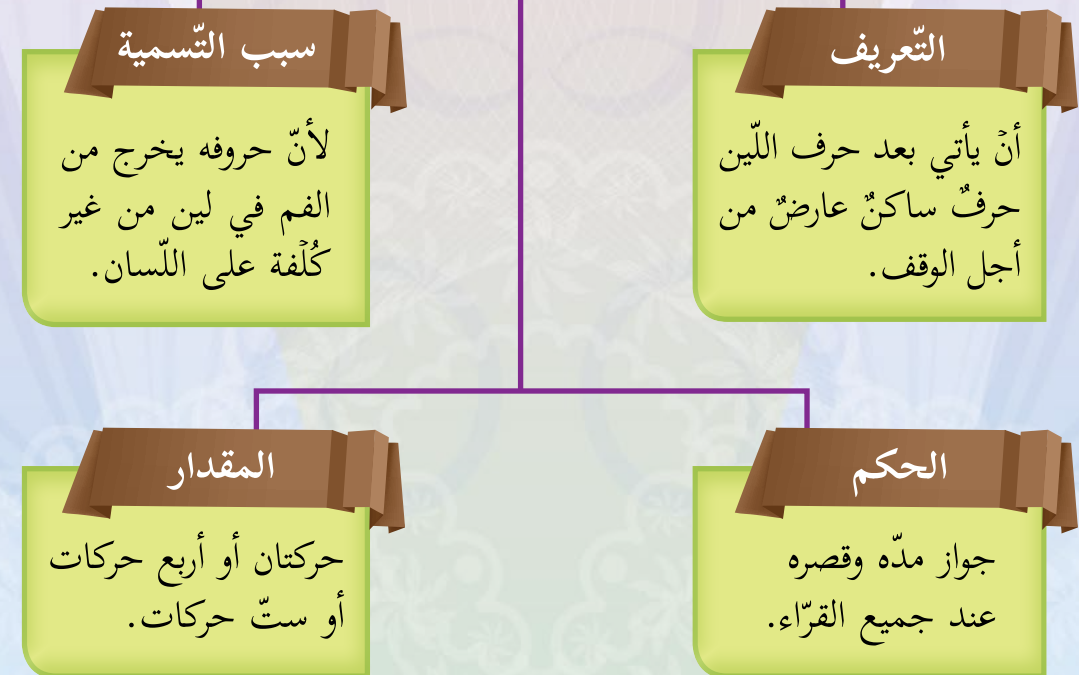 التّعريف
أنْ يأتي بعد حرف اللّين
حرفٌ ساكنٌ عارضٌ من
أجل الوقف.
سبب التّسمية
لأنّ حروفه يخرج من
الفم في لين من غير
كُلْفة على اللّسان.
الحكم
جواز مدّه وقصره
عند جميع القرّاء.
المقدار
حركتان أو أربع حركات
أو ستّ حركات.